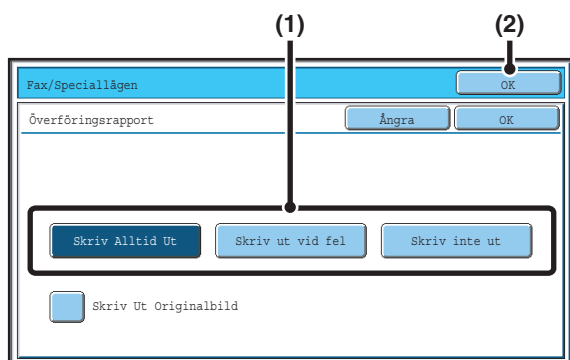 (1) (2)
Fax/Speciallägen OK
Överföringsrapport Ångra OK
Skriv Alltid Ut Skriv ut vid fel Skriv inte ut
Skriv Ut Originalbild